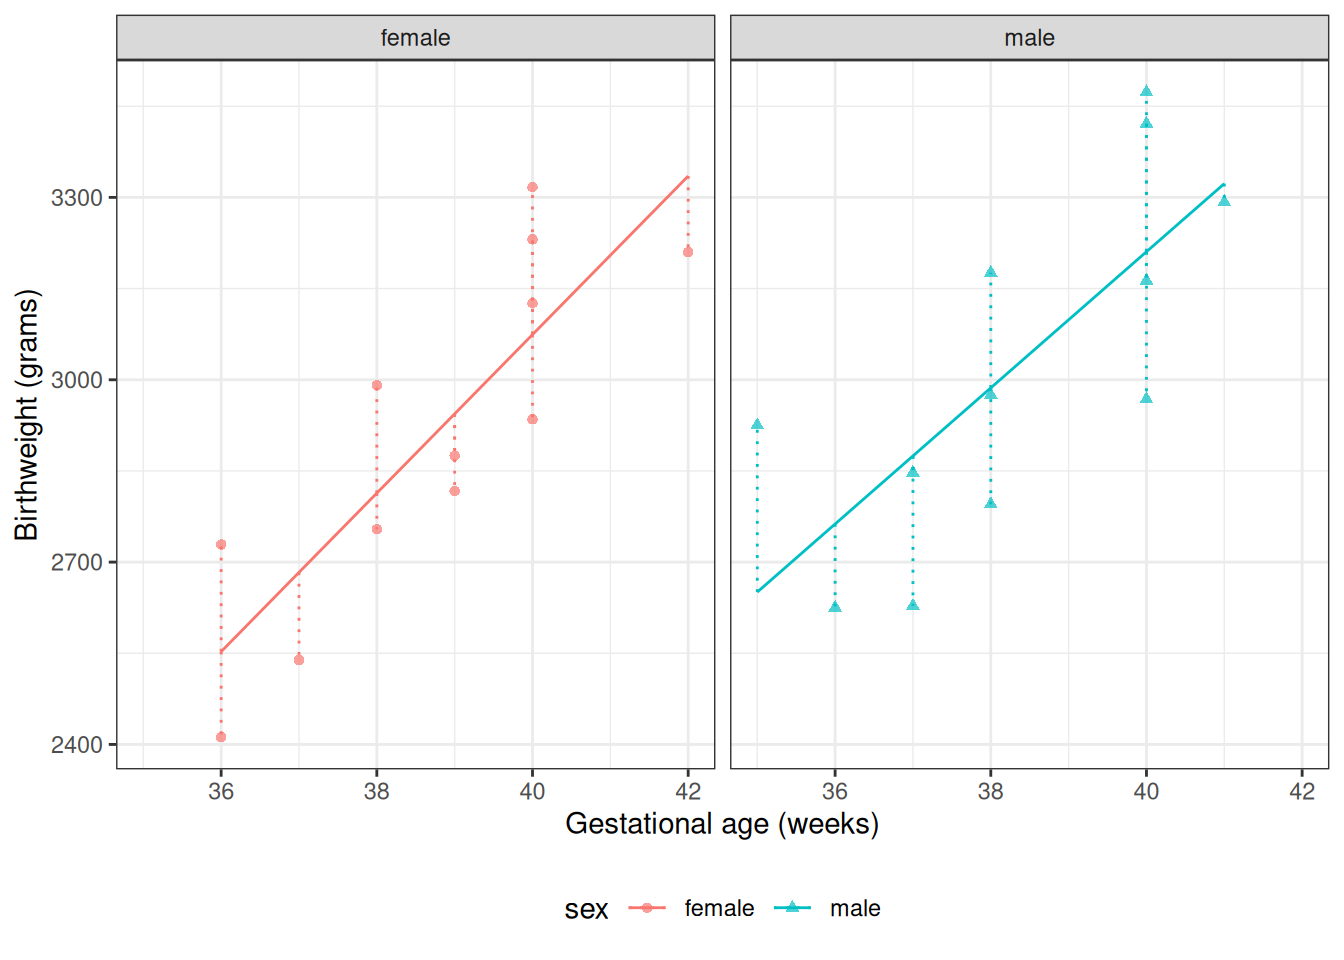 female male
3300
3000
2700
2400
Birthweight (grams)
36 38 40 42 36 38 40 42
Gestational age (weeks)
sex female male